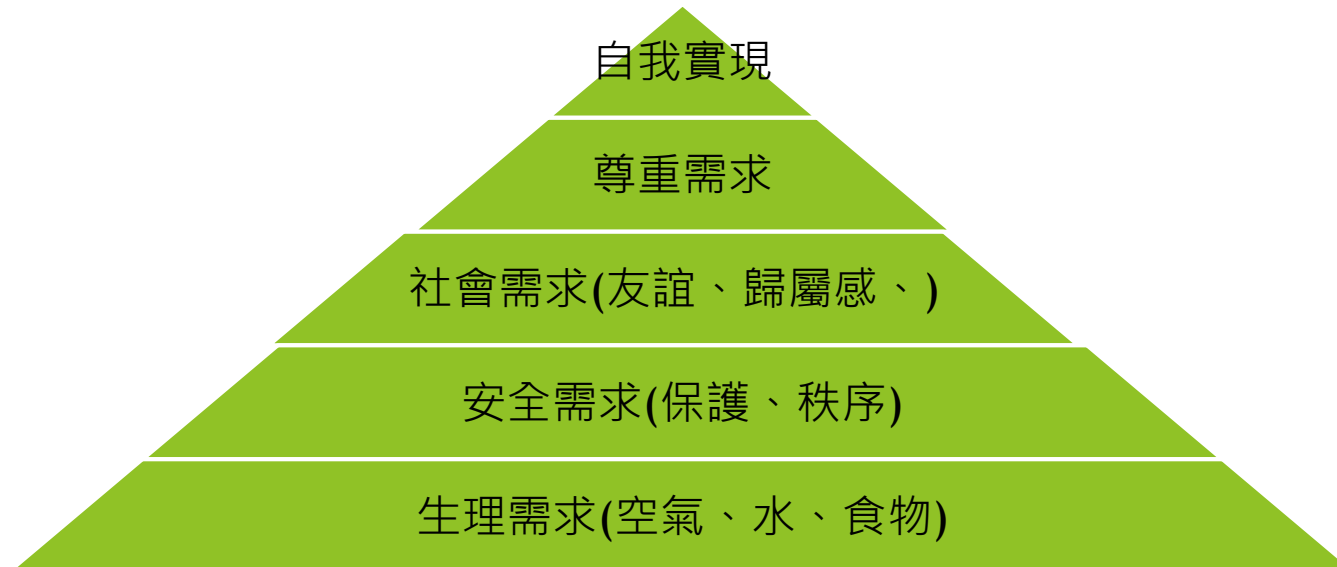 自我實現
尊重需求
社會需求(友誼、歸屬感、)
安全需求(保護、秩序)
生理需求(空氣、水、食物)